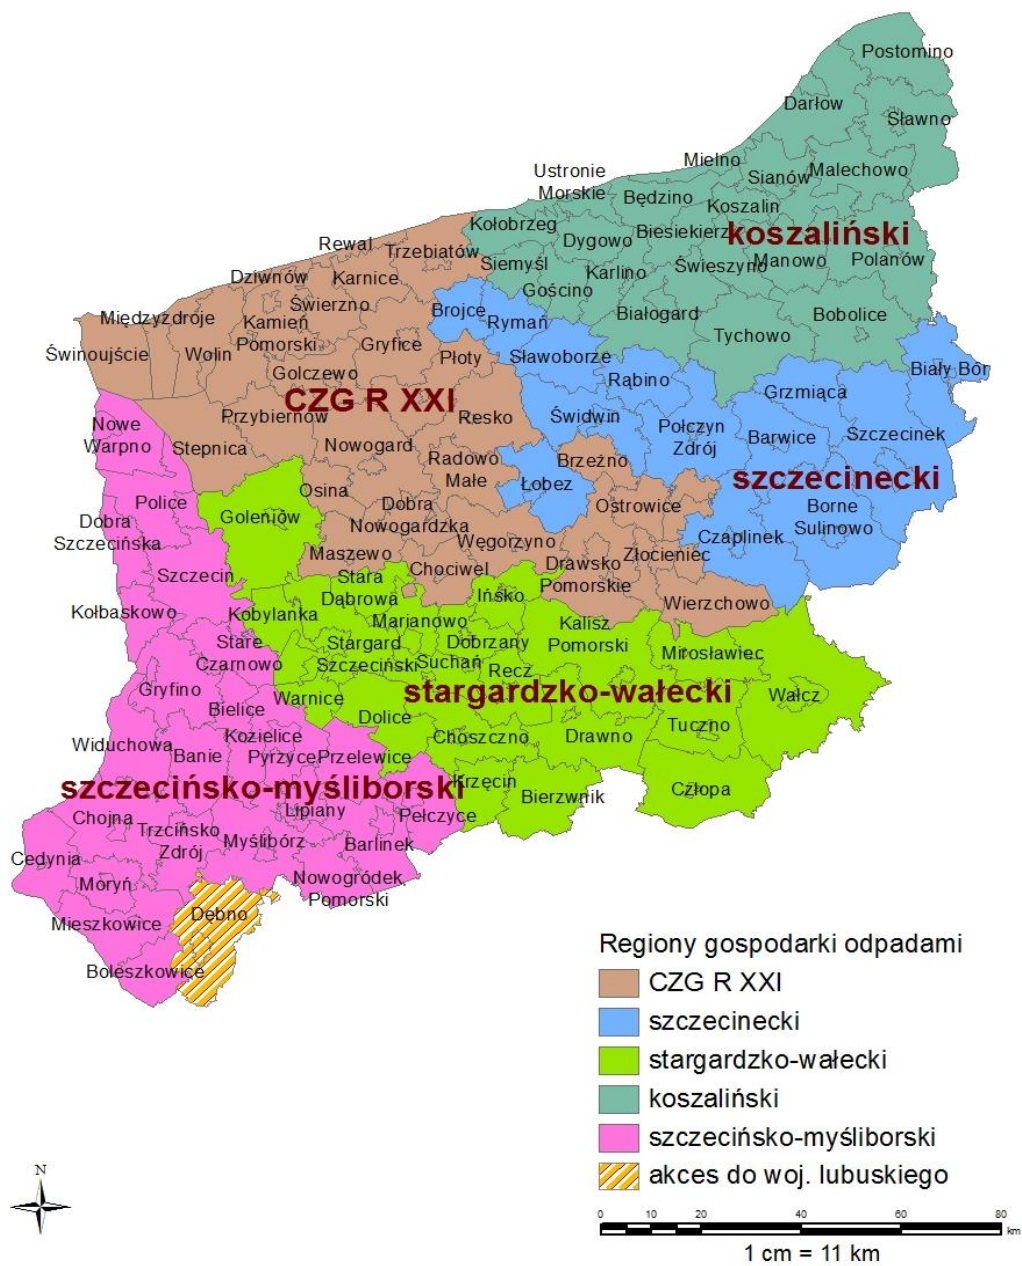 Postomino
Darłow
Sławno
Mielno
Ustronie
Morskie
Sianów
Malechowo
Będzino
Koszalin
Kołobrzeg
Dygowo
Biesiekierz
koszaliński
Rewal
Trzebiatów
Siemyśl
Karlino
Świeszyno
Manowo
Polanów
Dziwnów
Karnice
Gościno
Świerzno
Brojce
Rymań
Białogard
Tychowo
Bobolice
Międzyzdroje
Kamień
Pomorski
Gryfice
Świnoujście
Wolin
Płoty
Sławoborze
Golczewo
Rąbino
Grzmiąca
Biały Bór
CZG R XXI
Przybiernów
Resko
Świdwin
Połczyn
Zdrój
Barwice
Szczecinek
Nowe
Warpno
Stepnica
Nowogard
Radowo
Małe
Brzeżno
szczecinecki
Łobez
Osina
Police
Goleniów
Dobra
Nowogardzka
Ostrowice
Borne
Sulinowo
Dobra
Szczecińska
Węgorzyno
Czaplinek
Maszewo
Chociwel
Drawsko
Pomorskie
Złocieniec
Szczecin
Stara
Dąbrowa
Ińsko
Wierzchowo
Kołbaskowo
Kobylanka
Marianowo
Kalisz
Pomorski
Stare
Czarnowo
Stargard
Szczeciński
Dobrzany
Suchań
Recz
Mirosławiec
Gryfino
Warnice
stargardzko-wałecki
Wałcz
Bielice
Dolice
Tuczno
Widuchowa
Kozielice
Choszczno
Drawno
Banie
Pyrzyce
Przelewice
szczecińsko-myśliborski
Krzęcin
Bierzwnik
Człopa
Chojna
Lipiany
Pełczyce
Trzcińsko
Zdrój
Myślibórz
Barlinek
Cedynia
Moryń
Nowogródek
Pomorski
Mieszkowice
Dębno
Boleszkowice
Regiony gospodarki odpadami
CZG R XXI
szczecinecki
stargardzko-wałecki
koszaliński
szczecińsko-myśliborski
akces do woj. lubuskiego
N
0 10 20 40 60 80
km
1 cm = 11 km